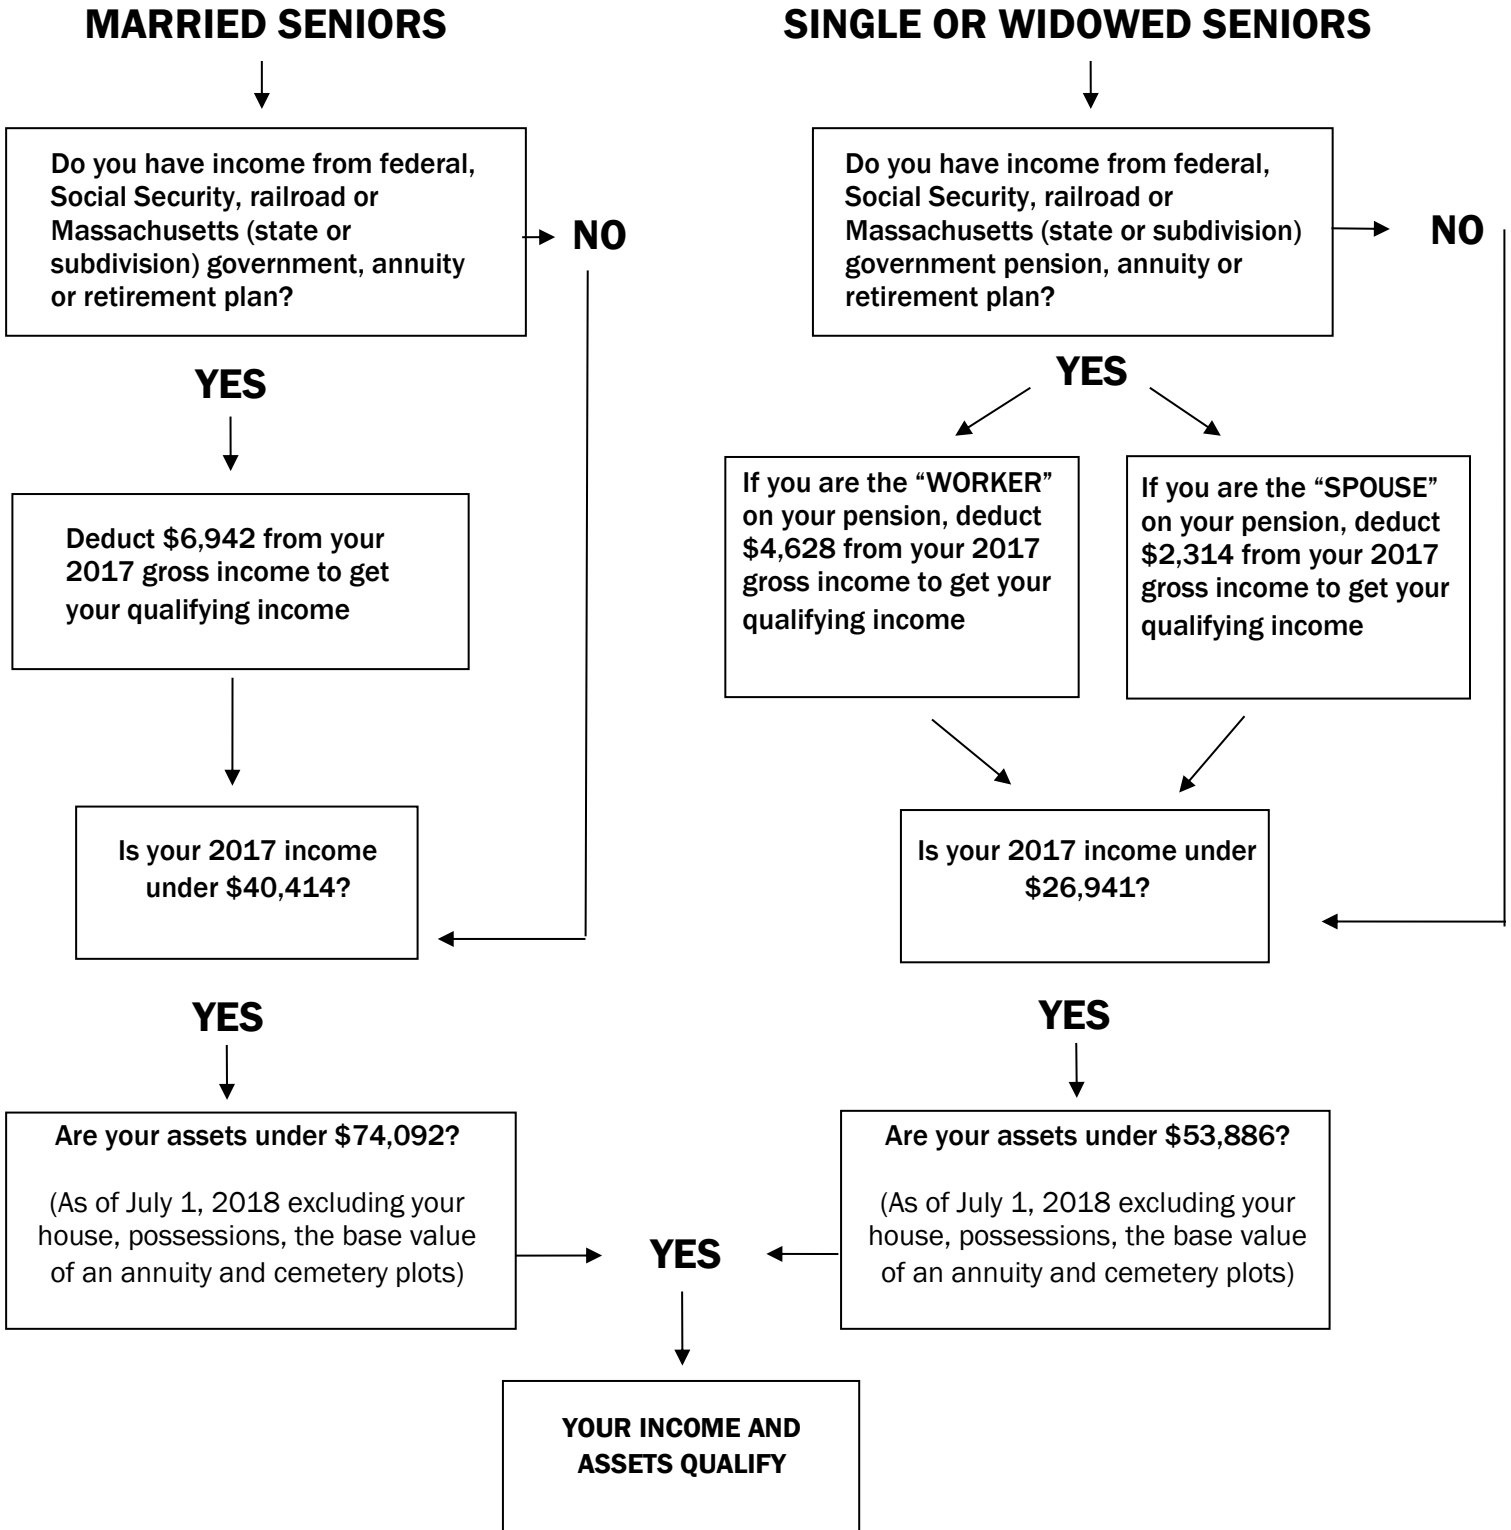 MARRIED SENIORS
Do you have income from federal,
Social Security, railroad or
Massachusetts (state or
subdivision) government, annuity
or retirement plan?
NO
YES
Deduct $6,942 from your
2017 gross income to get
your qualifying income
Is your 2017 income
under $40,414?
YES
Are your assets under $74,092?
(As of July 1, 2018 excluding your
house, possessions, the base value
of an annuity and cemetery plots)
SINGLE OR WIDOWED SENIORS
Do you have income from federal,
Social Security, railroad or
Massachusetts (state or subdivision)
government pension, annuity or
retirement plan?
NO
YES
If you are the “WORKER”
on your pension, deduct
$4,628 from your 2017
gross income to get your
qualifying income
If you are the “SPOUSE”
on your pension, deduct
$2,314 from your 2017
gross income to get your
qualifying income
Is your 2017 income under
$26,941?
YES
Are your assets under $53,886?
(As of July 1, 2018 excluding your
house, possessions, the base value
of an annuity and cemetery plots)
YES
YOUR INCOME AND
ASSETS QUALIFY